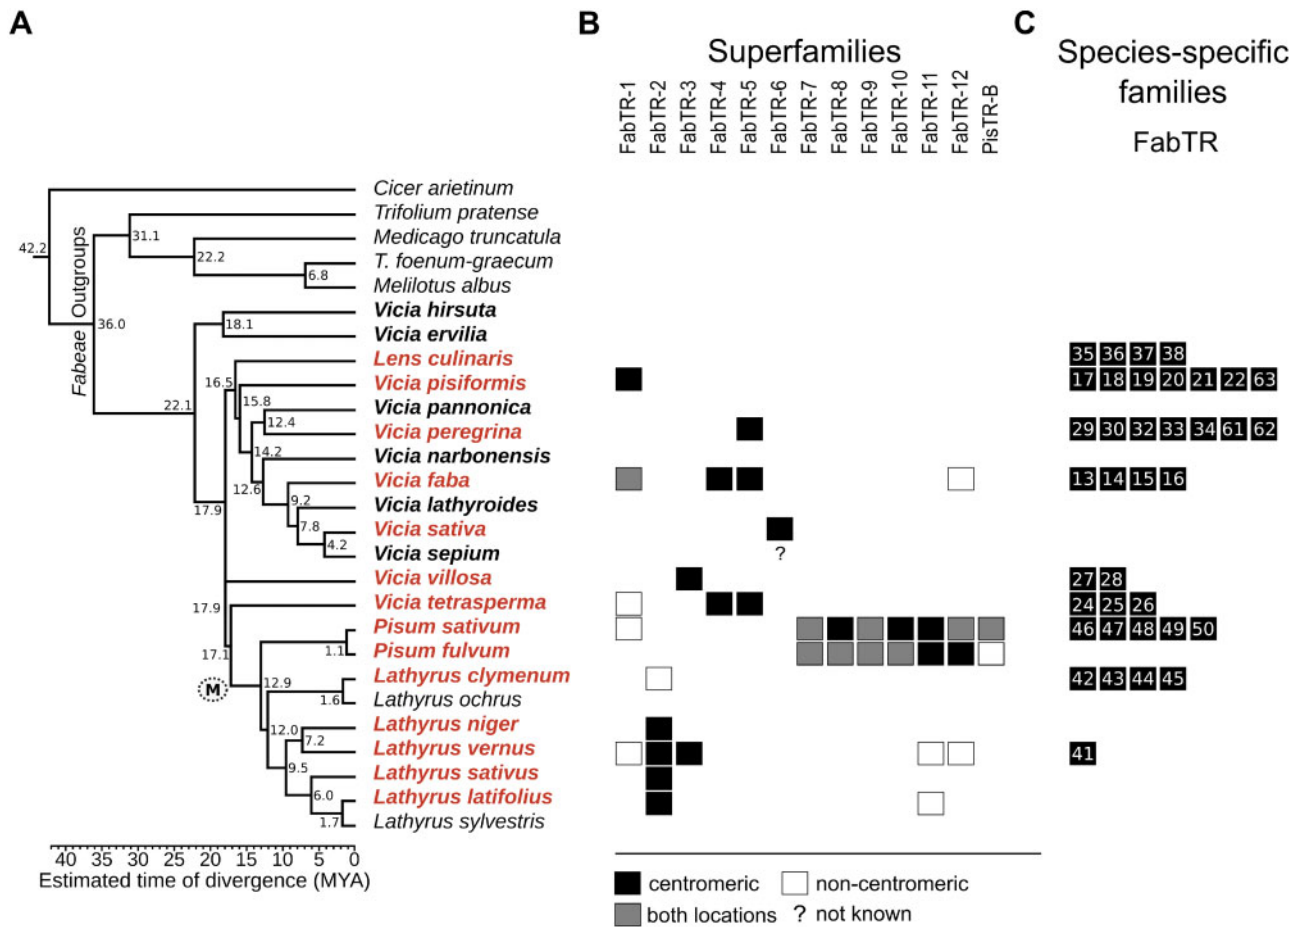 A
B
C
Superfamilies
Species-specific
families
FabTR
FabTR-1
FabTR-2
FabTR-3
FabTR-4
FabTR-5
FabTR-6
FabTR-7
FabTR-8
FabTR-9
FabTR-10
FabTR-11
FabTR-12
PisTR-B
Cicer arietinum
Trifolium pratense
Medicago truncatula
T. foenum-graecum
Melilotus albus
Vicia hirsuta
Vicia ervilia
Lens culinaris
35 36 37 38
Vicia pisiformis
17 18 19 20 21 22 63
Vicia pannonica
Vicia peregrina
29 30 32 33 34 61 62
Vicia narbonensis
Vicia faba
13 14 15 16
Vicia lathyroides
Vicia sativa
Vicia sepium
?
Vicia villosa
27 28
Vicia tetrasperma
24 25 26
Pisum sativum
46 47 48 49 50
Pisum fulvum
Lathyrus clymenum
42 43 44 45
Lathyrus ochrus
Lathyrus niger
Lathyrus vernus
41
Lathyrus sativus
Lathyrus latifolius
Lathyrus sylvestris
Outgroups
Fabeae
42.2
31.1
22.2
6.8
36.0
18.1
16.5
15.8
22.1
12.4
14.2
12.6
9.2
17.9
7.8
4.2
17.9
17.1
1.1
M
12.9
1.6
12.0
7.2
9.5
6.0
1.7
40 35 30 25 20 15 10 5 0
Estimated time of divergence (MYA)
centromeric
non-centromeric
both locations
? not known